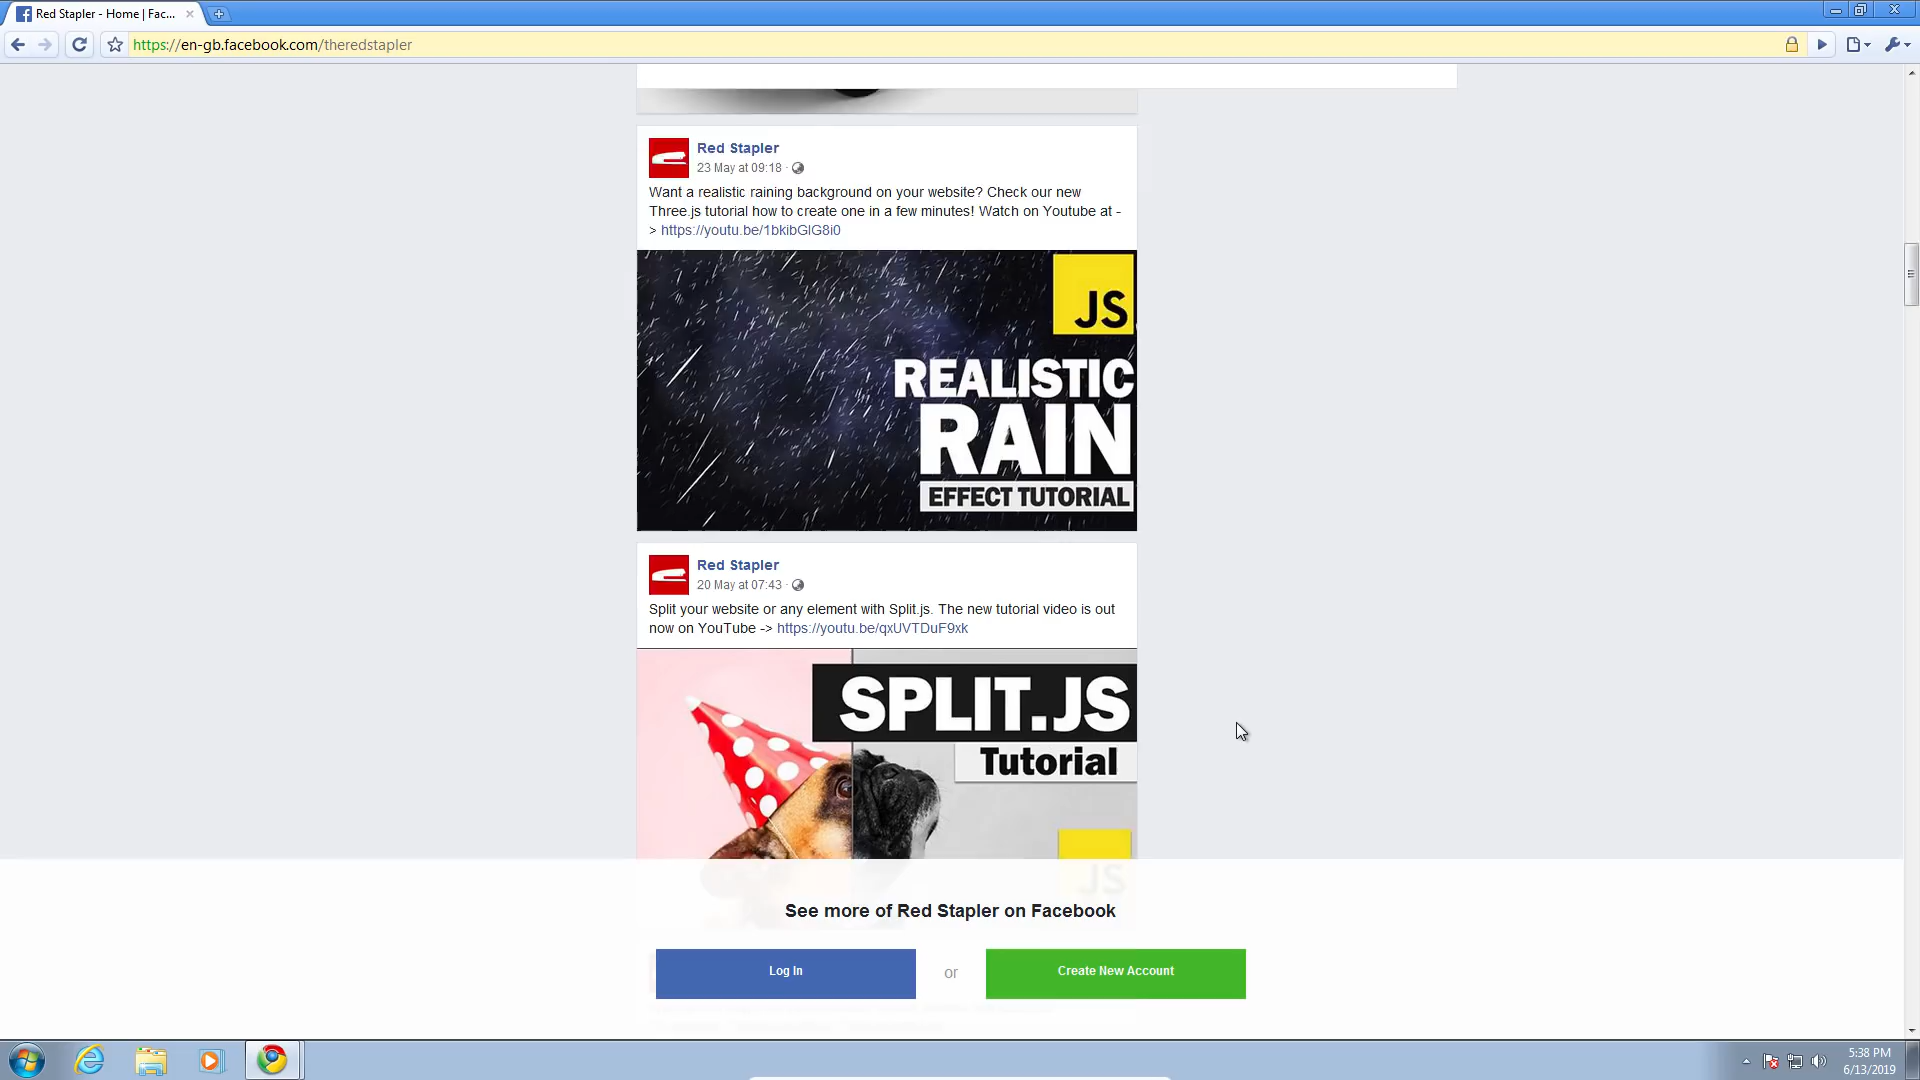 Red Stapler - Home | Fac...
https://en-gb.facebook.com/theredstapler
Red Stapler
23 May at 09:18 ·
Want a realistic raining background on your website? Check our new
Three.js tutorial how to create one in a few minutes! Watch on Youtube at -
> https://youtu.be/1bkibGlG8i0
JS
REALISTIC
RAIN
EFFECT TUTORIAL
Red Stapler
20 May at 07:43 ·
Split your website or any element with Split.js. The new tutorial video is out
now on YouTube -> https://youtu.be/qxUVTDuF9xk
SPLIT.JS
Tutorial
JS
See more of Red Stapler on Facebook
Log In
or
Create New Account
5:38 PM
6/13/2019